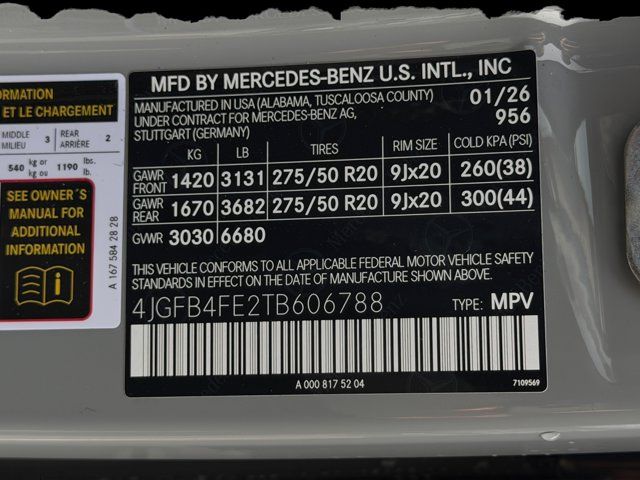 ORMATION
ET LE CHARGEMENT
MIDDLE MILIEU 3 REAR ARRIÈRE 2
540 kg or kg ou 1190 lbs. lb.
SEE OWNER´S
MANUAL FOR
ADDITIONAL
INFORMATION
A 167 584 28 28
MFD BY MERCEDES-BENZ U.S. INTL., INC
MANUFACTURED IN USA (ALABAMA, TUSCALOOSA COUNTY) 01/26
UNDER CONTRACT FOR MERCEDES-BENZ AG, 956
STUTTGART (GERMANY)
KG LB TIRES RIM SIZE COLD KPA (PSI)
GAWR FRONT 1420 3131 275/50 R20 9Jx20 260(38)
GAWR REAR 1670 3682 275/50 R20 9Jx20 300(44)
GVWR 3030 6680
THIS VEHICLE CONFORMS TO ALL APPLICABLE FEDERAL MOTOR VEHICLE SAFETY
STANDARDS IN EFFECT ON THE DATE OF MANUFACTURE SHOWN ABOVE.
4JGFB4FE2TB606788 TYPE: MPV
A 000 817 52 04
7109569